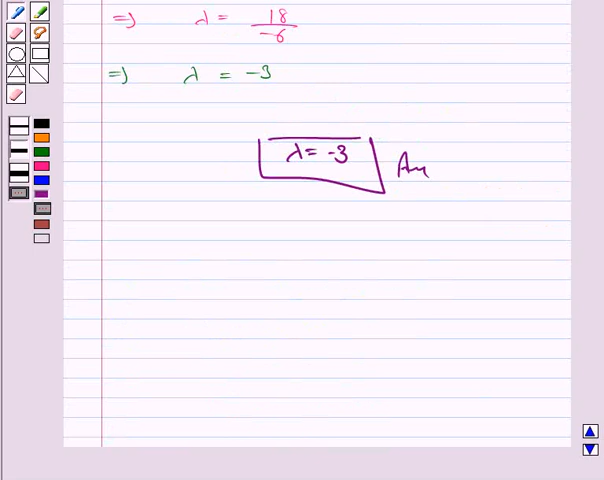 ⇒ λ = 18/-6
⇒ λ = -3
λ = -3 Ans